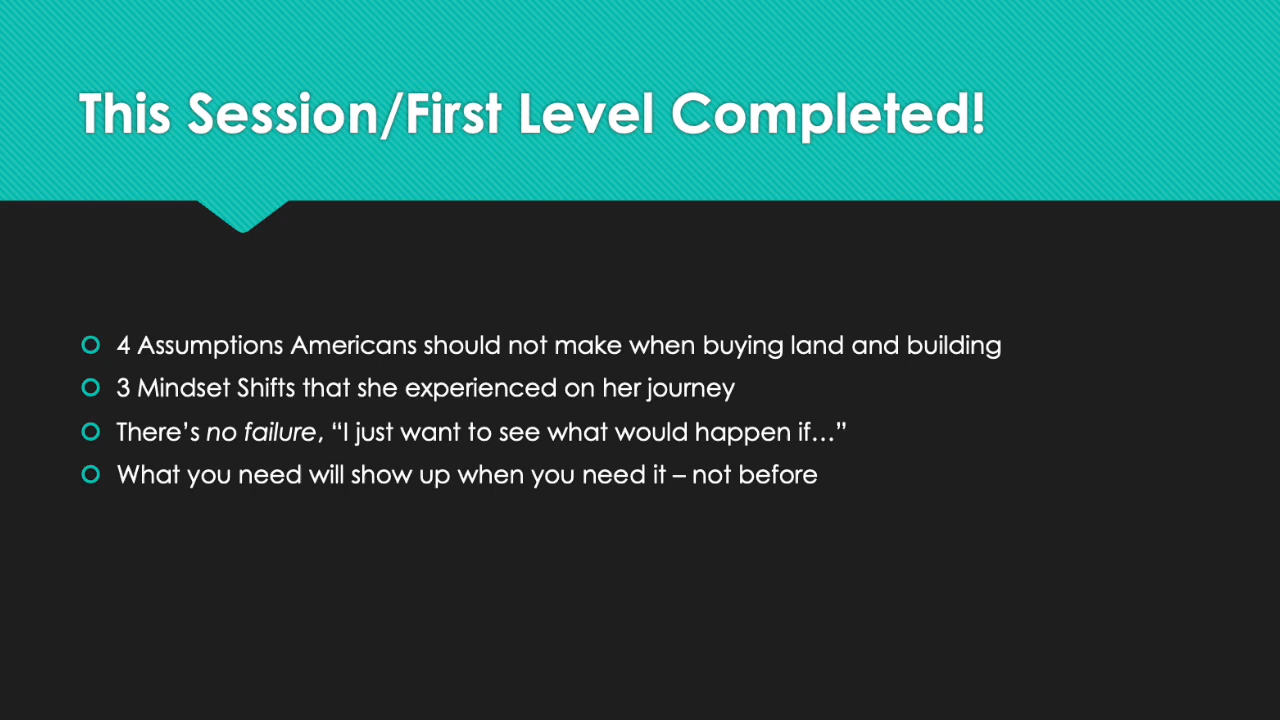 This Session/First Level Completed!
4 Assumptions Americans should not make when buying land and building
3 Mindset Shifts that she experienced on her journey
There’s no failure, “I just want to see what would happen if…”
What you need will show up when you need it – not before